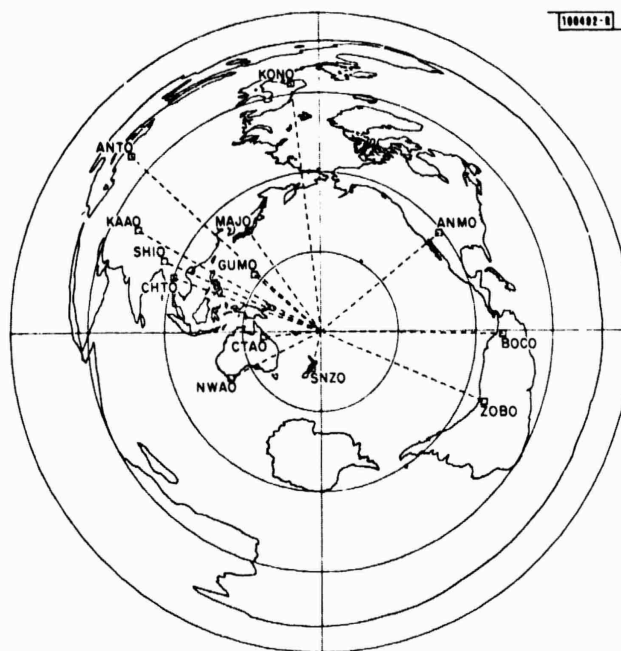 100402-R
KONO
ANTO
KAAO
MAJO
ANMO
SHIO
GUMO
CHTO
CTAO
BOCO
NWAO
SNZO
ZOBO